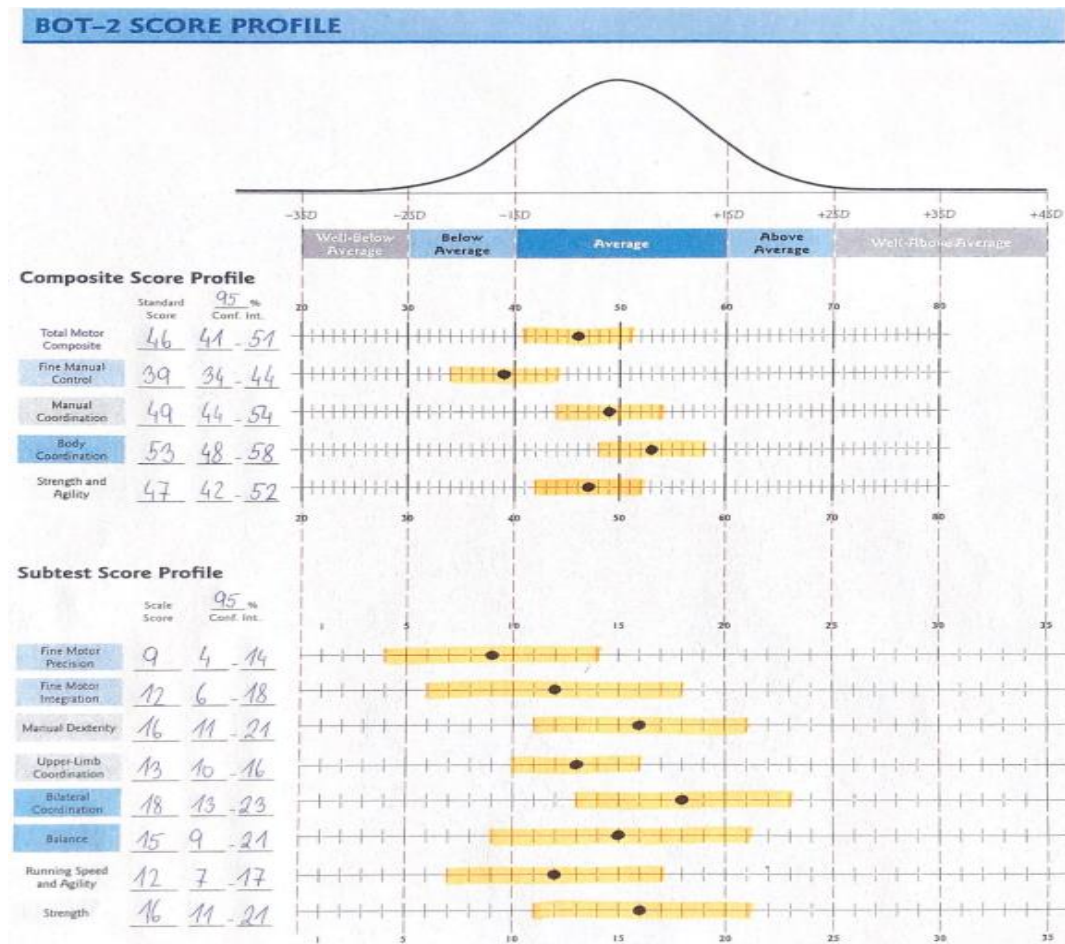 BOT–2 SCORE PROFILE
-3SD -2SD -1SD +1SD +2SD +3SD +4SD
Well-Below Average Below Average Average Above Average Well-Above Average
Composite Score Profile
Standard Score 95 % Conf. Int.
20 30 40 50 60 70 80
Total Motor Composite 46 41 - 51
Fine Manual Control 39 34 - 44
Manual Coordination 49 44 - 54
Body Coordination 53 48 - 58
Strength and Agility 47 42 - 52
20 30 40 50 60 70 80
Subtest Score Profile
Scale Score 95 % Conf. Int.
1 5 10 15 20 25 30 35
Fine Motor Precision 9 4 - 14
Fine Motor Integration 12 6 - 18
Manual Dexterity 16 11 - 21
Upper-Limb Coordination 13 10 - 16
Bilateral Coordination 18 13 - 23
Balance 15 9 - 21
Running Speed and Agility 12 7 - 17
Strength 16 11 - 21
1 5 10 15 20 25 30 35